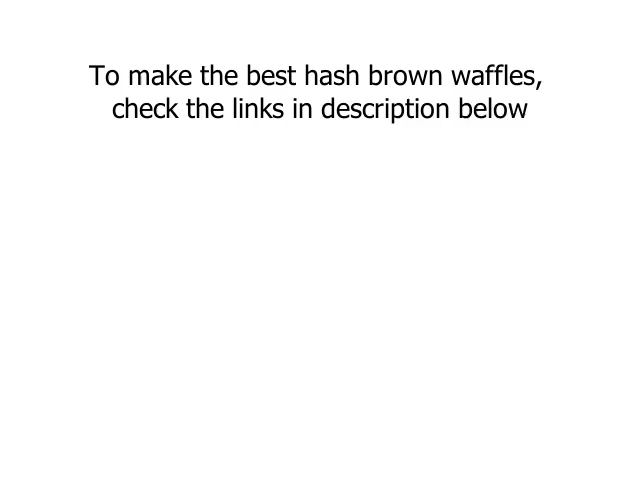 To make the best hash brown waffles,
check the links in description below